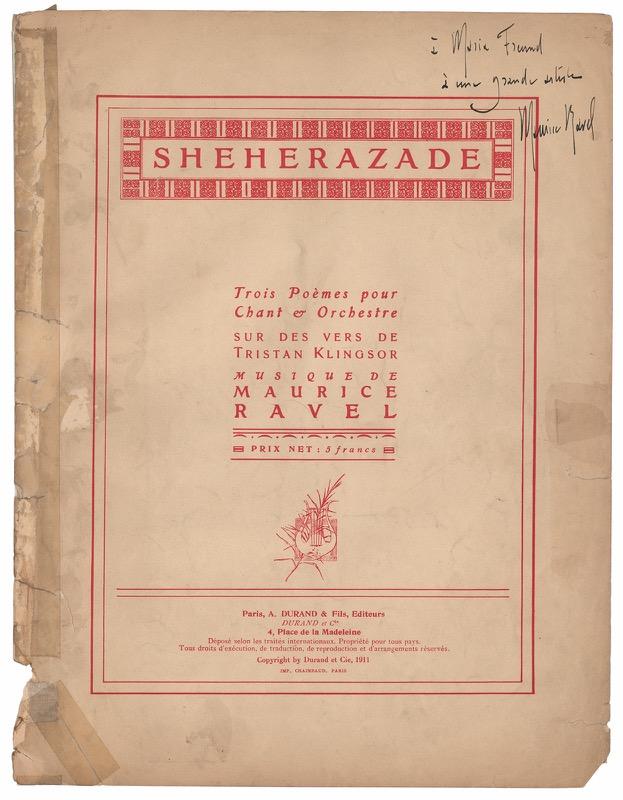 à Marie Freund
à une grande artiste
Maurice Ravel
SHEHERAZADE
Trois Poèmes pour
Chant & Orchestre
SUR DES VERS DE
TRISTAN KLINGSOR
MUSIQUE DE
MAURICE
RAVEL
PRIX NET : 5 francs
Paris, A. DURAND & Fils, Editeurs
DURAND et Cie
4, Place de la Madeleine
Déposé selon les traités internationaux. Propriété pour tous pays.
Tous droits d'exécution, de traduction, de reproduction et d'arrangements réservés.
Copyright by Durand et Cie, 1911
IMP. CHAIMBAUD, PARIS